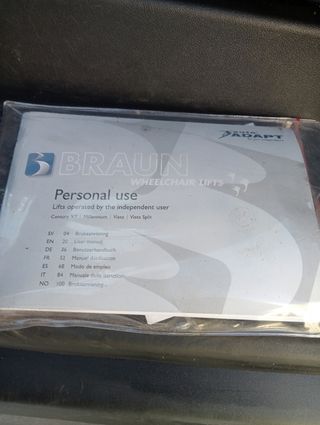 ADAPT
BRAUN
WHEELCHAIR LIFTS
Personal use
Lifts operated by the independent user
Century XT | Millennium | Vista | Vista Split
SV 04 Bruksanvisning
EN 20 User manual
DE 36 Benutzerhandbuch
FR 52 Manuel d'utilisation
ES 68 Modo de empleo
IT 84 Manuale d'uso
NO 100 Bruksanvisning